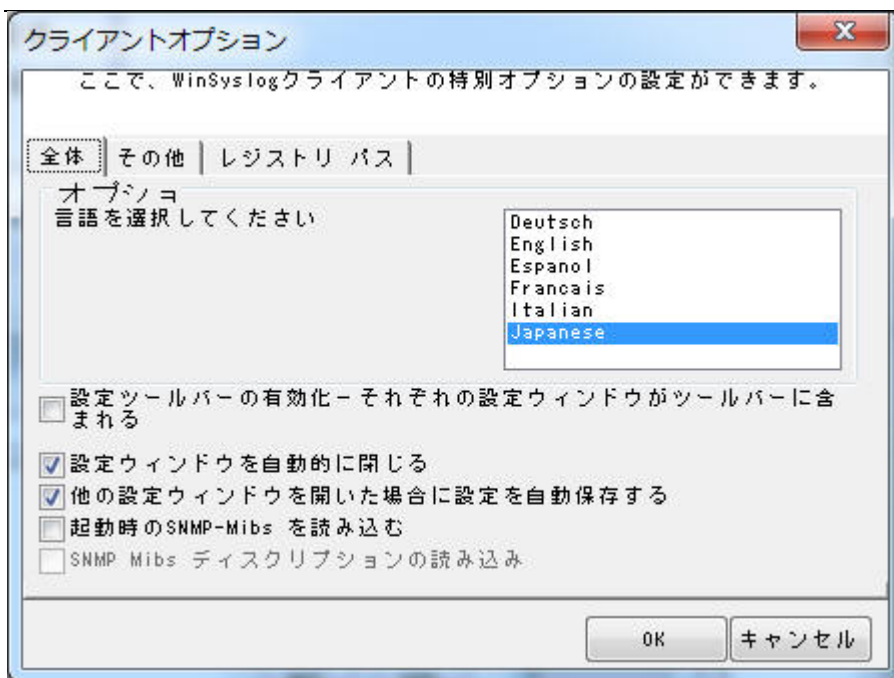 クライアントオプション
ここで、WinSyslogクライアントの特別オプションの設定ができます。
全体 その他 レジストリ パス
オプショ
言語を選択してください
Deutsch
English
Espanol
Francais
Italian
Japanese
設定ツールバーの有効化－それぞれの設定ウィンドウがツールバーに含
まれる
設定ウィンドウを自動的に閉じる
他の設定ウィンドウを開いた場合に設定を自動保存する
起動時のSNMP-Mibs を読み込む
SNMP Mibs ディスクリプションの読み込み
OK キャンセル